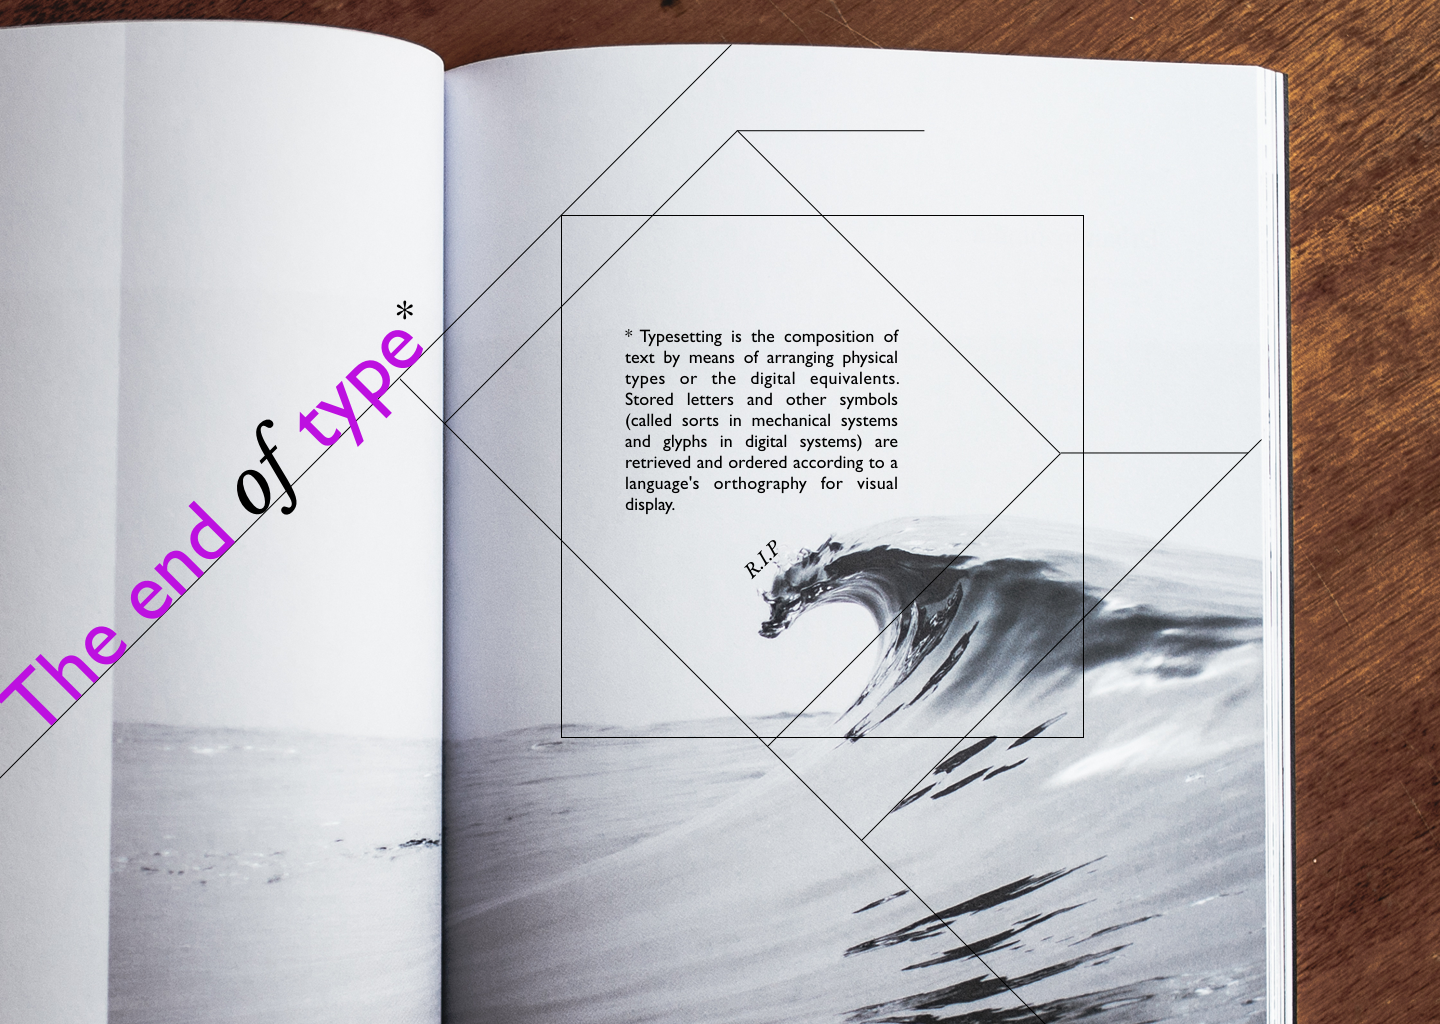 The end of type*
* Typesetting is the composition of
text by means of arranging physical
types or the digital equivalents.
Stored letters and other symbols
(called sorts in mechanical systems
and glyphs in digital systems) are
retrieved and ordered according to a
language's orthography for visual
display.
R.I.P